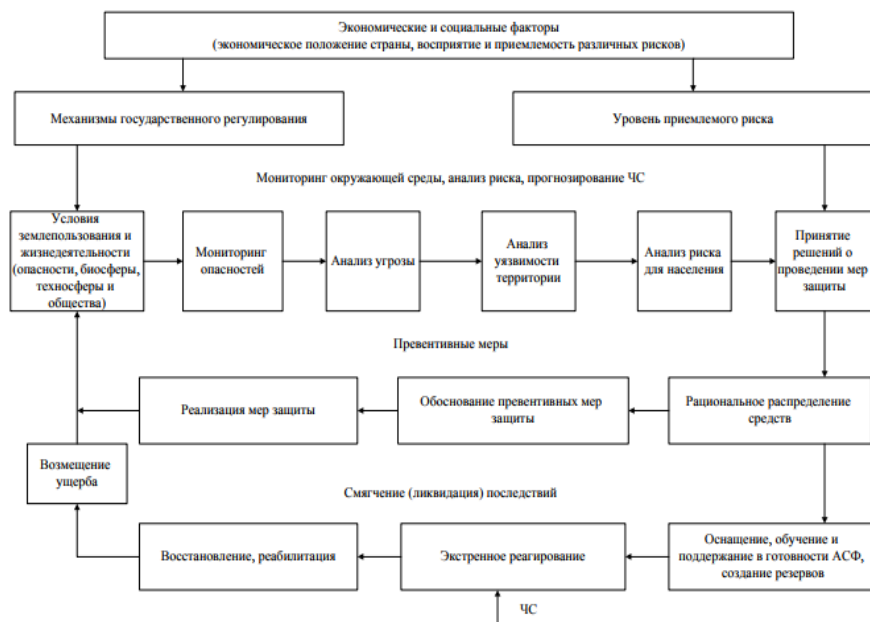 Экономические и социальные факторы
(экономическое положение страны, восприятие и приемлемость различных рисков)
Механизмы государственного регулирования
Уровень приемлемого риска
Мониторинг окружающей среды, анализ риска, прогнозирование ЧС
Условия
землепользования и
жизнедеятельности
(опасности, биосферы,
техносферы и
общества)
Мониторинг
опасностей
Анализ угрозы
Анализ
уязвимости
территории
Анализ риска
для населения
Принятие
решений о
проведении мер
защиты
Превентивные меры
Реализация мер защиты
Обоснование превентивных мер
защиты
Рациональное распределение
средств
Возмещение
ущерба
Смягчение (ликвидация) последствий
Восстановление, реабилитация
Экстренное реагирование
Оснащение, обучение и
поддержание в готовности АСФ,
создание резервов
ЧС